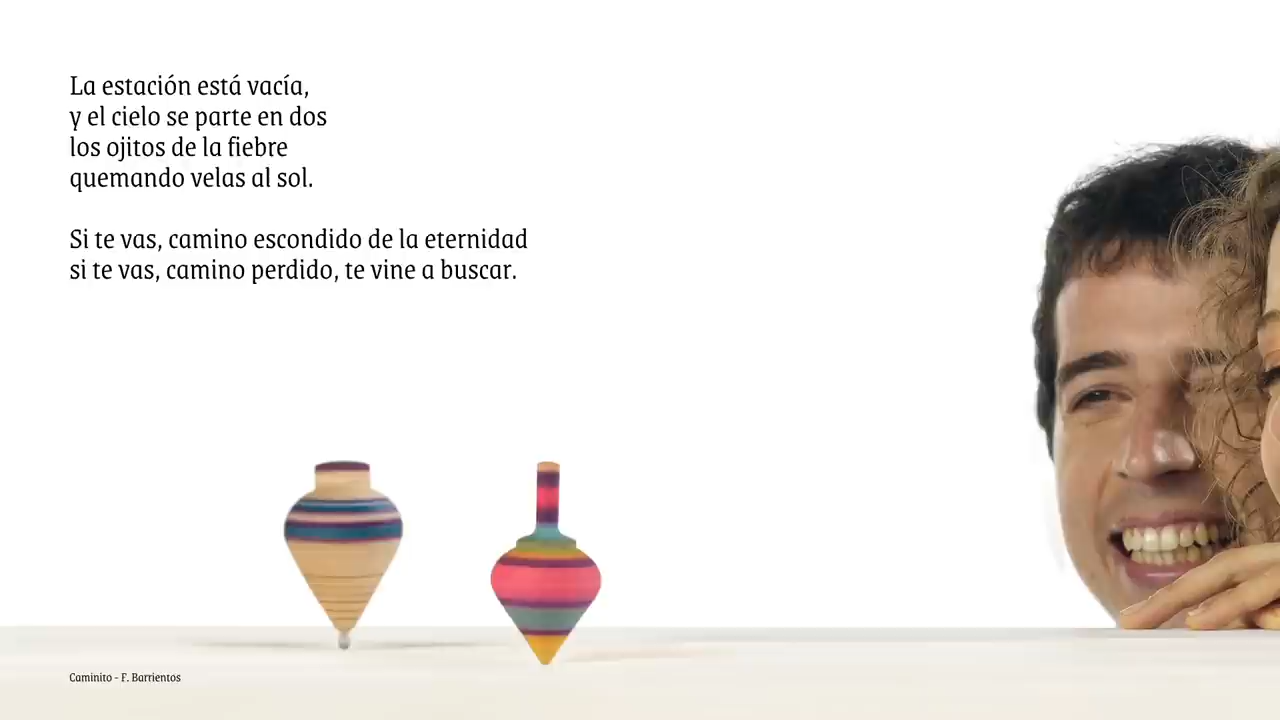 La estación está vacía,
y el cielo se parte en dos
los ojitos de la fiebre
quemando velas al sol.
Si te vas, camino escondido de la eternidad
si te vas, camino perdido, te vine a buscar.
Caminito - F. Barrientos